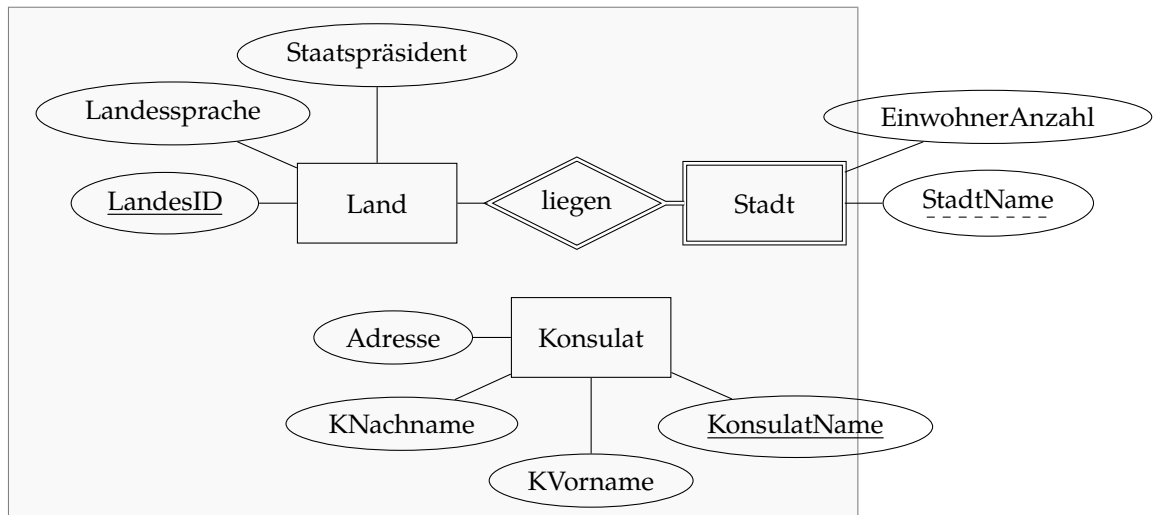 Staatspräsident
Landessprache
EinwohnerAnzahl
LandesID
Land
liegen
Stadt
StadtName
Adresse
Konsulat
KNachname
KonsulatName
KVorname